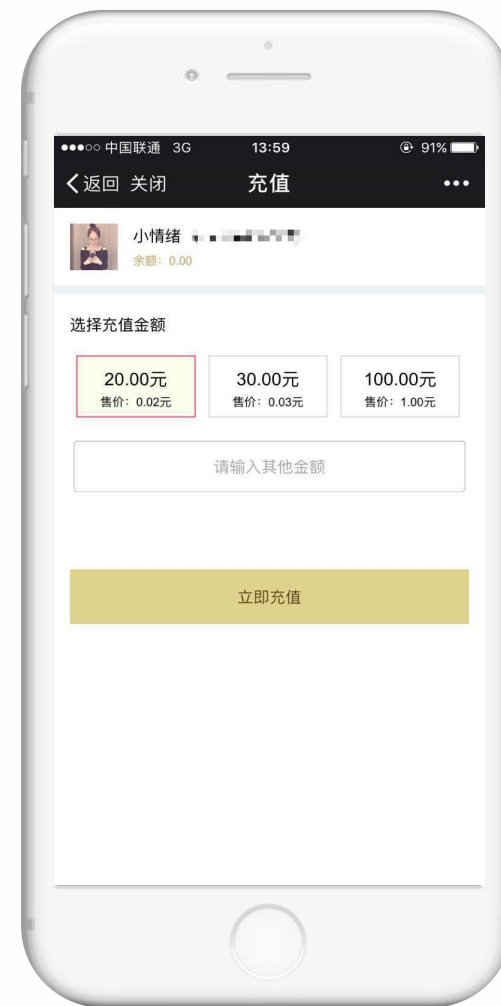 中国联通 3G 13:59 91%
返回 关闭 充值
小情绪
余额：0.00
选择充值金额
20.00元 30.00元 100.00元
售价：0.02元 售价：0.03元 售价：1.00元
请输入其他金额
立即充值